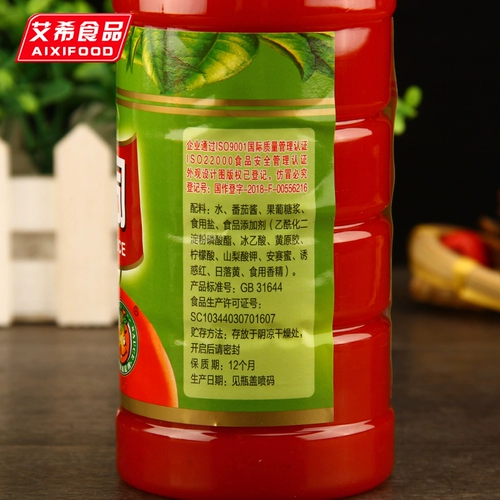 艾希食品
AIXIFOOD
企业通过ISO9001国际质量管理认证
ISO22000食品安全管理认证
外观设计图版权已登记，仿冒必究
登记号：国作登字-2018-F-00556216
配料：水、番茄酱、果葡糖浆、
食用盐、食品添加剂（乙酰化二
淀粉磷酸酯、冰乙酸、黄原胶、
柠檬酸、山梨酸钾、安赛蜜、诱
惑红、日落黄、食用香精）。
产品标准号：GB 31644
食品生产许可证号：
SC10344030701607
贮存方法：存放于阴凉干燥处，
开启后请密封
保 质 期：12个月
生产日期：见瓶盖喷码